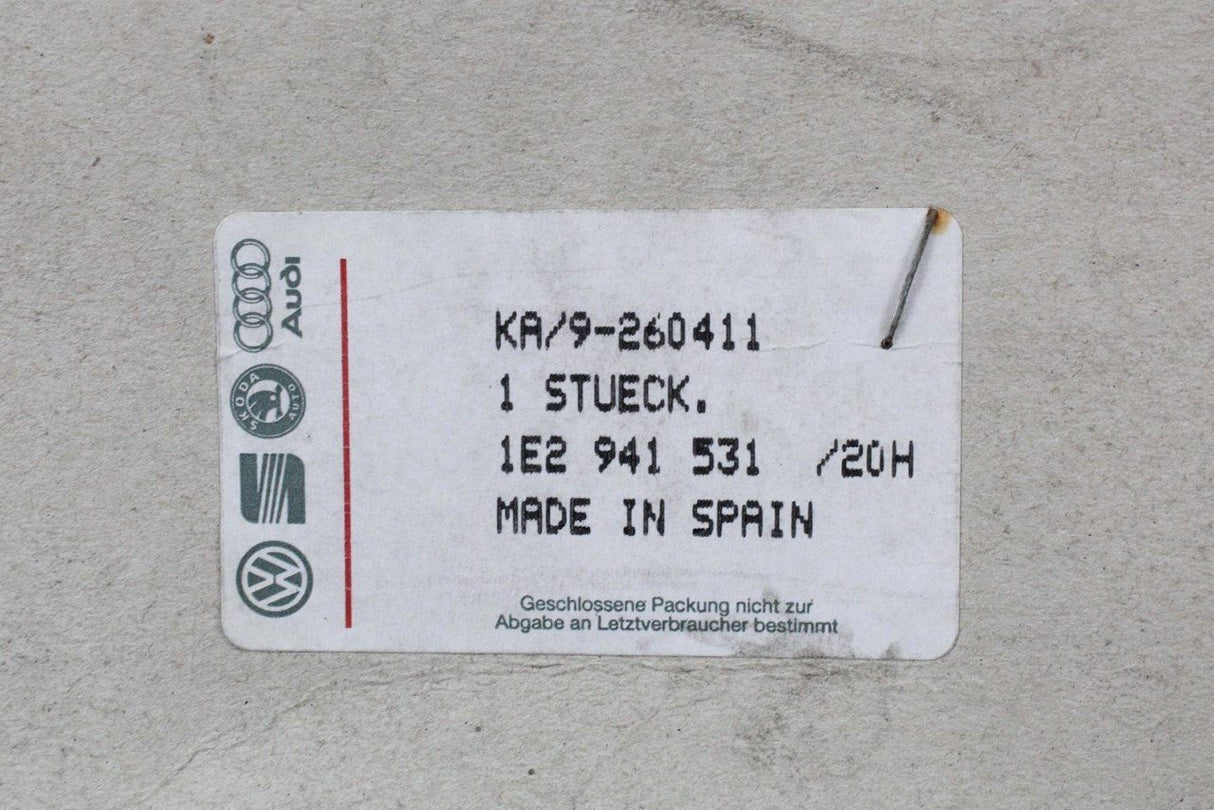 Audi
SKODA
AUTO
KA/9-260411
1 STUECK.
1E2 941 531 /20H
MADE IN SPAIN
Geschlossene Packung nicht zur
Abgabe an Letztverbraucher bestimmt